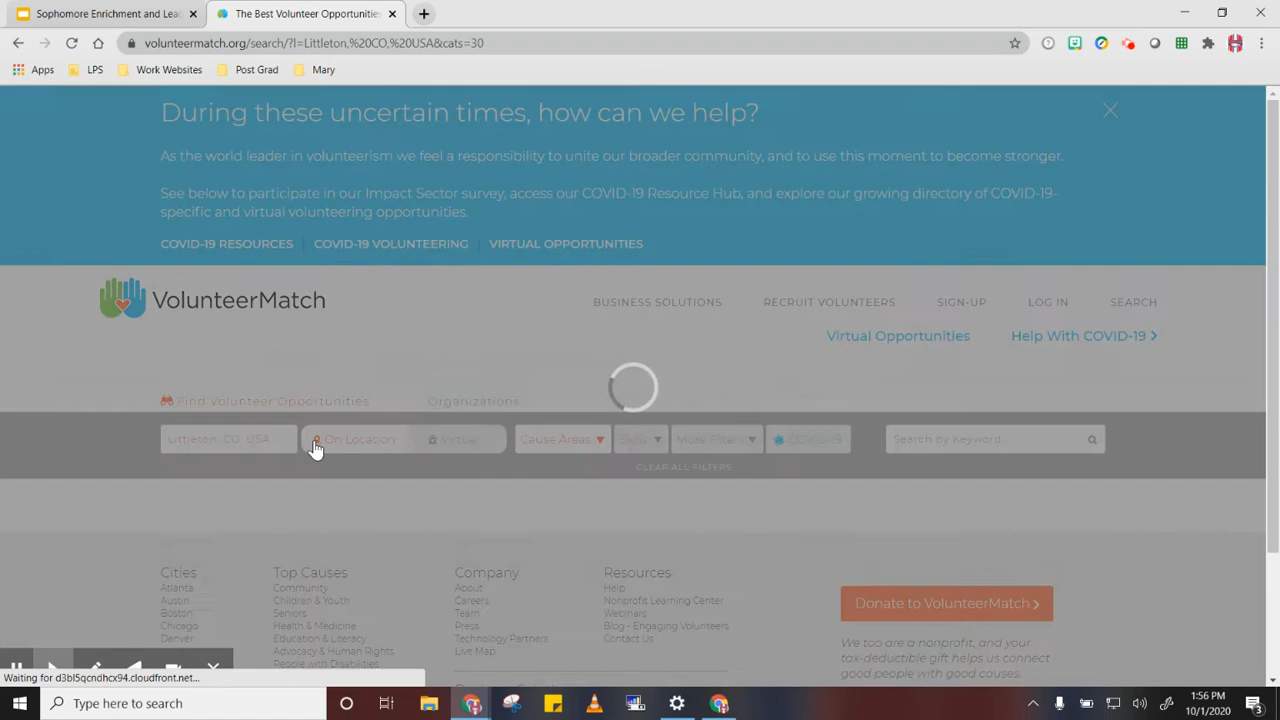 Sophomore Enrichment and Lea
The Best Volunteer Opportunities
volunteermatch.org/search/?l=Littleton,%20CO,%20USA&cats=30
Apps LPS Work Websites Post Grad Mary
During these uncertain times, how can we help?
As the world leader in volunteerism we feel a responsibility to unite our broader community, and to use this moment to become stronger.
See below to participate in our Impact Sector survey, access our COVID-19 Resource Hub, and explore our growing directory of COVID-19-
specific and virtual volunteering opportunities.
COVID-19 RESOURCES | COVID-19 VOLUNTEERING | VIRTUAL OPPORTUNITIES
VolunteerMatch
BUSINESS SOLUTIONS RECRUIT VOLUNTEERS SIGN-UP LOG IN SEARCH
Virtual Opportunities Help With COVID-19
Find Volunteer Opportunities Organizations
Littleton, CO, USA On Location Virtual Cause Areas Skills More Filters COVID-19 Search by Keyword
CLEAR ALL FILTERS
Cities Top Causes Company Resources
Atlanta Community About Help
Austin Children & Youth Careers Nonprofit Learning Center
Boston Seniors Team Webinars
Chicago Health & Medicine Press Blog - Engaging Volunteers
Denver Education & Literacy Technology Partners Contact Us
Advocacy & Human Rights Live Map
People with Disabilities
Donate to VolunteerMatch
We too are a nonprofit, and your
tax-deductible gift helps us connect
good people with good causes.
Waiting for d3bl5qcndhcx94.cloudfront.net...
Type here to search
1:56 PM
10/1/2020
3